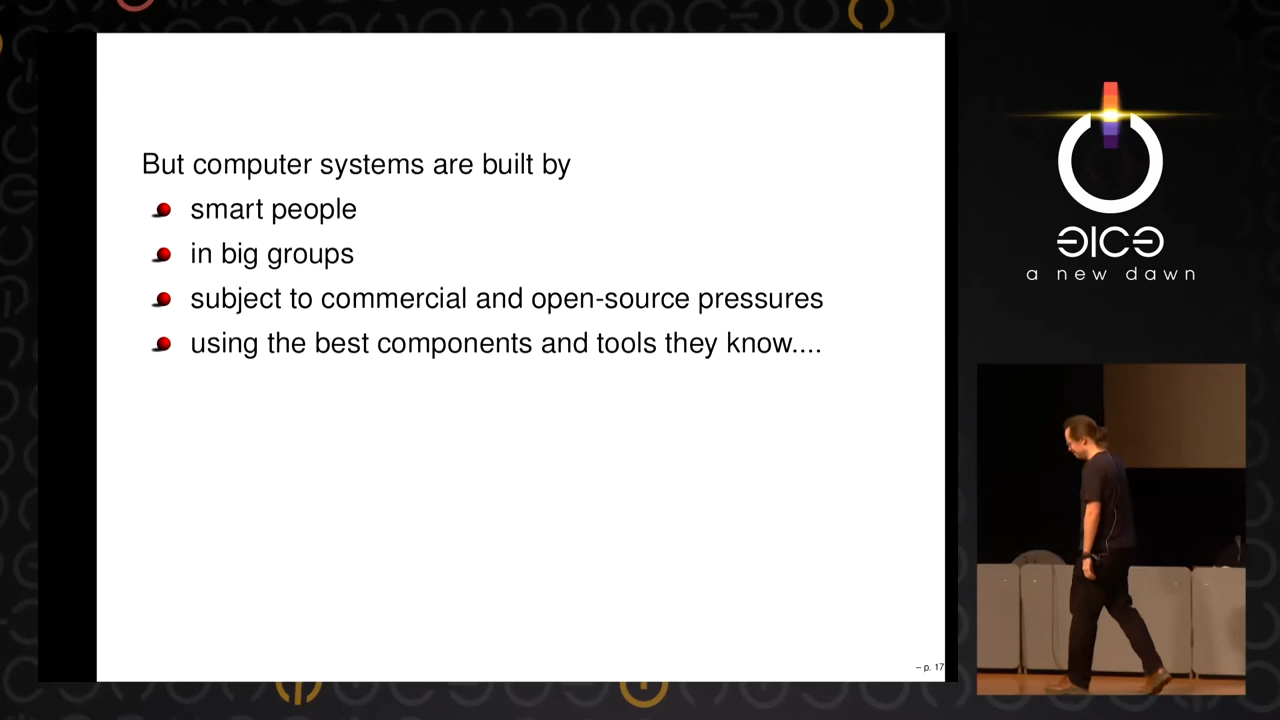 But computer systems are built by
smart people
in big groups
subject to commercial and open-source pressures
using the best components and tools they know....
– p. 17
a new dawn